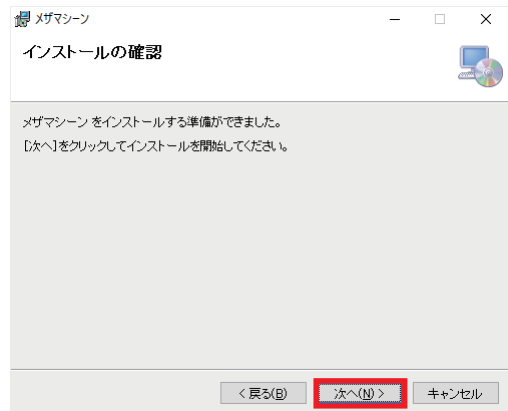 メザマシーン
インストールの確認
メザマシーン をインストールする準備ができました。
[次へ]をクリックしてインストールを開始してください。
< 戻る(B)
次へ(N) >
キャンセル